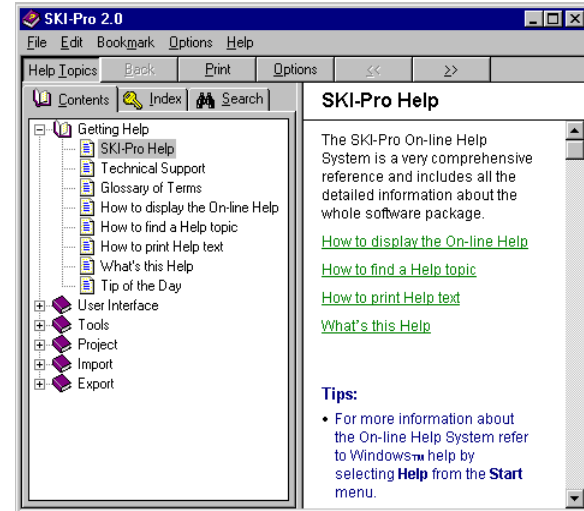 SKI-Pro 2.0
File Edit Bookmark Options Help
Help Topics Back Print Options << >>
Contents Index Search
Getting Help
SKI-Pro Help
Technical Support
Glossary of Terms
How to display the On-line Help
How to find a Help topic
How to print Help text
What's this Help
Tip of the Day
User Interface
Tools
Project
Import
Export
SKI-Pro Help
The SKI-Pro On-line Help
System is a very comprehensive
reference and includes all the
detailed information about the
whole software package.
How to display the On-line Help
How to find a Help topic
How to print Help text
What's this Help
Tips:
• For more information about
the On-line Help System refer
to Windows™ help by
selecting Help from the Start
menu.